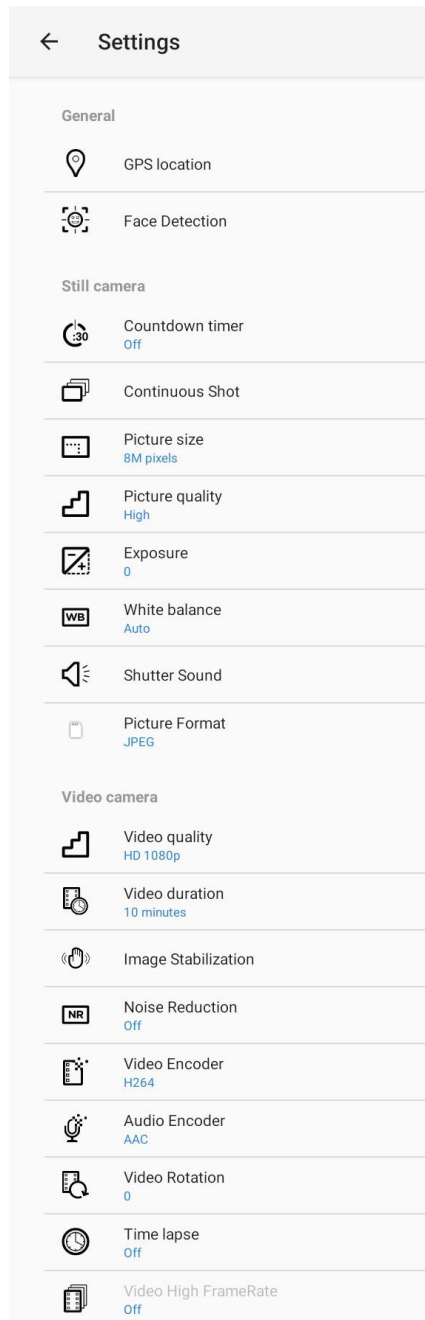 Settings
General
GPS location
Face Detection
Still camera
:30
Countdown timer
Off
Continuous Shot
Picture size
8M pixels
Picture quality
High
Exposure
0
WB
White balance
Auto
Shutter Sound
Picture Format
JPEG
Video camera
Video quality
HD 1080p
Video duration
10 minutes
Image Stabilization
NR
Noise Reduction
Off
Video Encoder
H264
Audio Encoder
AAC
Video Rotation
0
Time lapse
Off
Video High FrameRate
Off